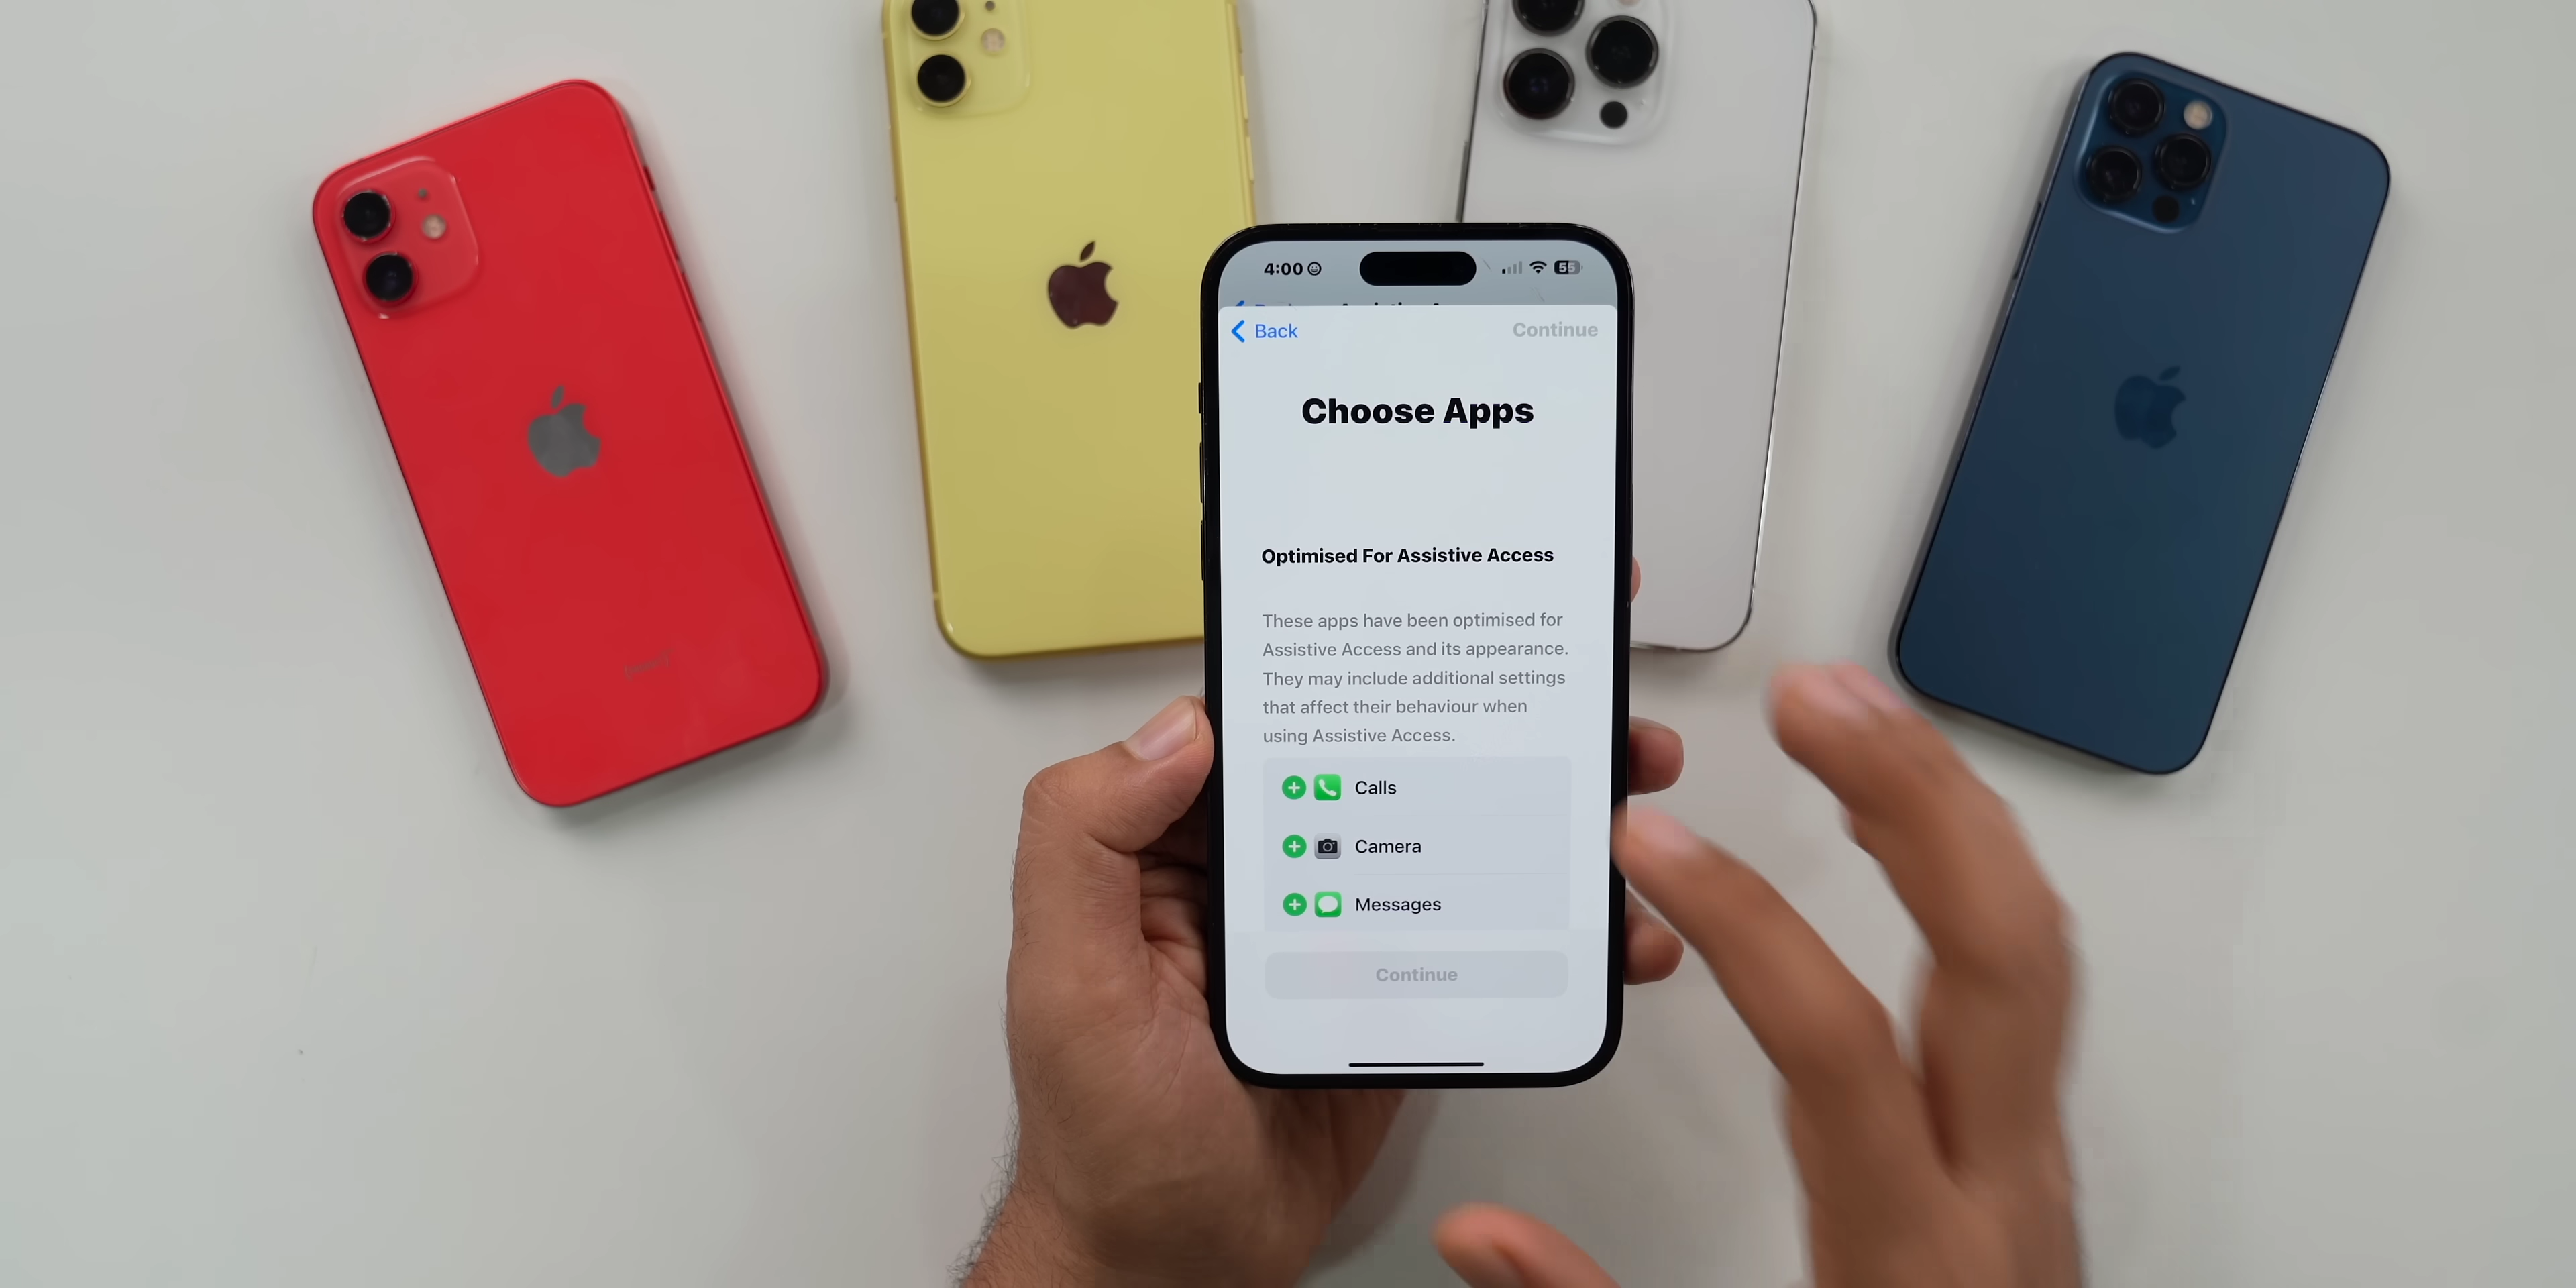 4:00
55
Back
Continue
Choose Apps
Optimised For Assistive Access
These apps have been optimised for
Assistive Access and its appearance.
They may include additional settings
that affect their behaviour when
using Assistive Access.
Calls
Camera
Messages
Continue